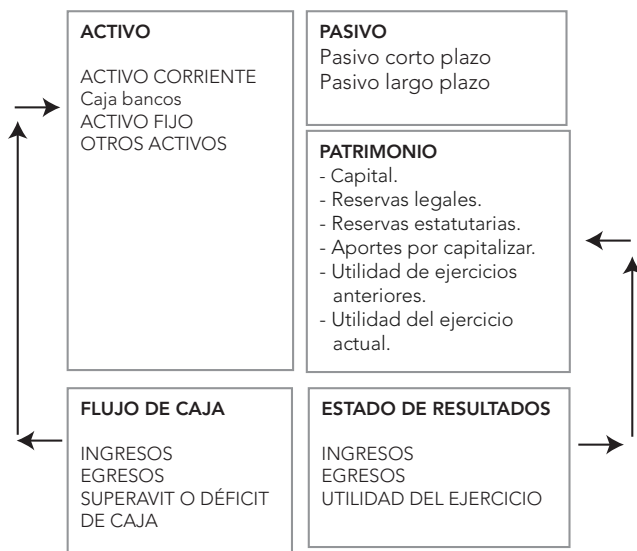 ACTIVO
ACTIVO CORRIENTE
Caja bancos
ACTIVO FIJO
OTROS ACTIVOS
PASIVO
Pasivo corto plazo
Pasivo largo plazo
PATRIMONIO
- Capital.
- Reservas legales.
- Reservas estatutarias.
- Aportes por capitalizar.
- Utilidad de ejercicios
anteriores.
- Utilidad del ejercicio
actual.
FLUJO DE CAJA
INGRESOS
EGRESOS
SUPERAVIT O DÉFICIT
DE CAJA
ESTADO DE RESULTADOS
INGRESOS
EGRESOS
UTILIDAD DEL EJERCICIO